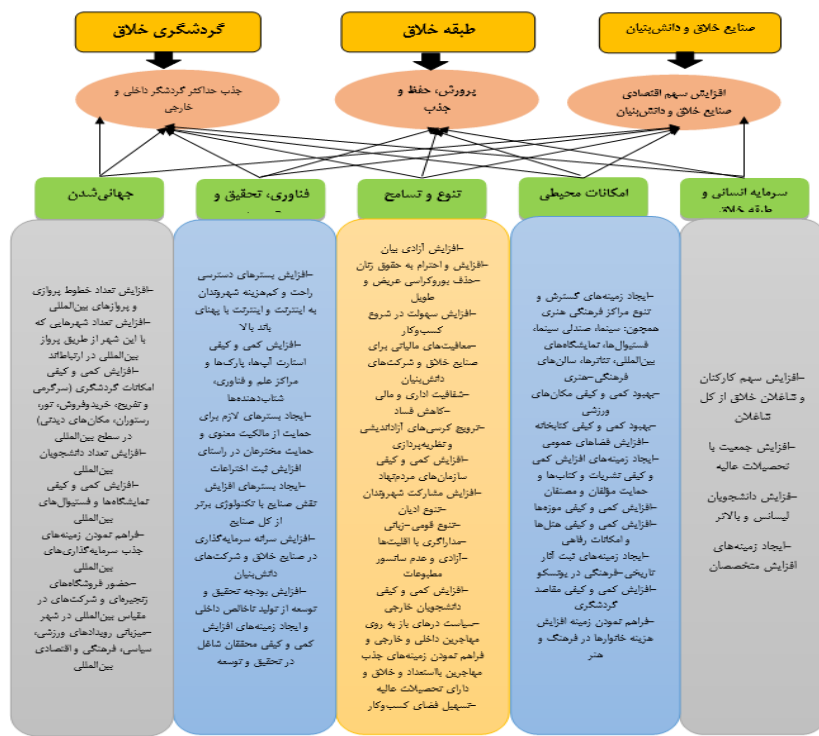 صنایع خلاق و دانش‌بنیان
طبقه خلاق
گردشگری خلاق
افزایش سهم اقتصادی
صنایع خلاق و دانش‌بنیان
پرورش، حفظ و
جذب
جذب حداکثر گردشگر داخلی و
خارجی
سرمایه انسانی و
طبقه خلاق
امکانات محیطی
تنوع و تسامح
فناوری، تحقیق و
جهانی‌شدن
-افزایش سهم کارکنان
و شاغلان خلاق از کل
شاغلان
-افزایش جمعیت با
تحصیلات عالیه
-فزایش دانشجویان
لیسانس و بالاتر
-ایجاد زمینه‌های
افزایش متخصصان
-ایجاد زمینه‌های گسترش و
تنوع مراکز فرهنگی هنری
همچون: سینما، صندلی سینما،
فستیوال‌ها، نمایشگاه‌های
بین‌المللی، تئاترها، سالن‌های
فرهنگی-هنری
-بهبود کمی و کیفی مکان‌های
ورزشی
-بهبود کمی و کیفی کتابخانه
-افزایش فضاهای عمومی
-ایجاد زمینه‌های افزایش کمی
و کیفی نشریات و کتاب‌ها و
حمایت مؤلفان و مصنفان
-افزایش کمی و کیفی موزه‌ها
-افزایش کمی و کیفی هتل‌ها
و امکانات رفاهی
-ایجاد زمینه‌های ثبت آثار
تاریخی-فرهنگی در یونسکو
-افزایش کمی و کیفی مقاصد
گردشگری
-فراهم نمودن زمینه افزایش
هزینه خانوارها در فرهنگ و
هنر
-افزایش آزادی بیان
-افزایش و احترام به حقوق زنان
-حذف بوروکراسی عریض و
طویل
-افزایش سهولت در شروع
کسب‌وکار
-معافیت‌های مالیاتی برای
صنایع خلاق و شرکت‌های
دانش‌بنیان
-شفافیت اداری و مالی
-کاهش فساد
-ترویج کرسی‌های آزاداندیشی
و نظریه‌پردازی
-افزایش کمی و کیفی
سازمان‌های مردم‌نهاد
-افزایش مشارکت شهروندان
-تنوع ادیان
-تنوع قومی-زبانی
-مداراگری با اقلیت‌ها
-آزادی و عدم سانسور
مطبوعات
-افزایش کمی و کیفی
دانشجویان خارجی
-سیاست درهای باز به روی
مهاجرین داخلی و خارجی و
فراهم نمودن زمینه‌های جذب
مهاجرین بااستعداد و خلاق و
دارای تحصیلات عالیه
-تسهیل فضای کسب‌وکار
-افزایش بسترهای دسترسی
راحت و کم‌هزینه شهروندان
به اینترنت و اینترنت با پهنای
باند بالا
-افزایش کمی و کیفی
استارت آپ‌ها، پارک‌ها و
مراکز علم و فناوری،
شتاب‌دهنده‌ها
-ایجاد بسترهای لازم برای
حمایت از مالکیت معنوی و
حمایت مخترعان در راستای
افزایش ثبت اختراعات
-ایجاد بسترهای افزایش
نقش صنایع با تکنولوژی برتر
از کل صنایع
-افزایش سرانه سرمایه‌گذاری
در صنایع خلاق و شرکت‌های
دانش‌بنیان
-افزایش بودجه تحقیق و
توسعه از تولید ناخالص داخلی
و ایجاد زمینه‌های افزایش
کمی و کیفی محققان شاغل
در تحقیق و توسعه
-افزایش تعداد خطوط پروازی
و پروازهای بین‌المللی
-افزایش تعداد شهرهایی که
با این شهر از طریق پرواز
بین‌المللی در ارتباط‌اند
-افزایش کمی و کیفی
امکانات گردشگری (سرگرمی
و تفریح، خریدوفروش، تور،
رستوران، مکان‌های دیدنی)
در سطح بین‌المللی
-افزایش تعداد دانشجویان
بین‌المللی
-افزایش کمی و کیفی
نمایشگاه‌ها و فستیوال‌های
بین‌المللی
-فراهم نمودن زمینه‌های
جذب سرمایه‌گذاری‌های
بین‌المللی
-حضور فروشگاه‌های
زنجیره‌ای و شرکت‌های در
مقیاس بین‌المللی در شهر
-میزبانی رویدادهای ورزشی،
سیاسی، فرهنگی و اقتصادی
بین‌المللی